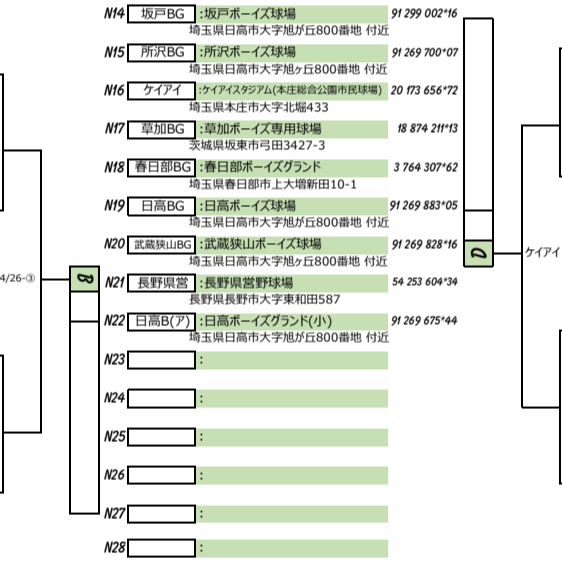 N14 坂戸BG :坂戸ボーイズ球場 91 299 002*16
埼玉県日高市大字旭が丘800番地 付近
N15 所沢BG :所沢ボーイズ球場 91 269 700*07
埼玉県日高市大字旭ヶ丘800番地 付近
N16 ケイアイ :ケイアイスタジアム(本庄総合公園市民球場) 20 173 656*72
埼玉県本庄市大字北堀433
N17 草加BG :草加ボーイズ専用球場 18 874 211*13
茨城県坂東市弓田3427-3
N18 春日部BG :春日部ボーイズグランド 3 764 307*62
埼玉県春日部市上大増新田10-1
N19 日高BG :日高ボーイズ球場 91 269 883*05
埼玉県日高市大字旭が丘800番地 付近
N20 武蔵狭山BG :武蔵狭山ボーイズ球場 91 269 828*16
埼玉県日高市大字旭ヶ丘800番地 付近
ケイアイ
4/26-③
B
N21 長野県営 :長野県営野球場 54 253 604*34
長野県長野市大字東和田587
N22 日高B(ア) :日高ボーイズグランド(小) 91 269 675*44
埼玉県日高市大字旭が丘800番地 付近
N23 :
N24 :
N25 :
N26 :
N27 :
N28 :